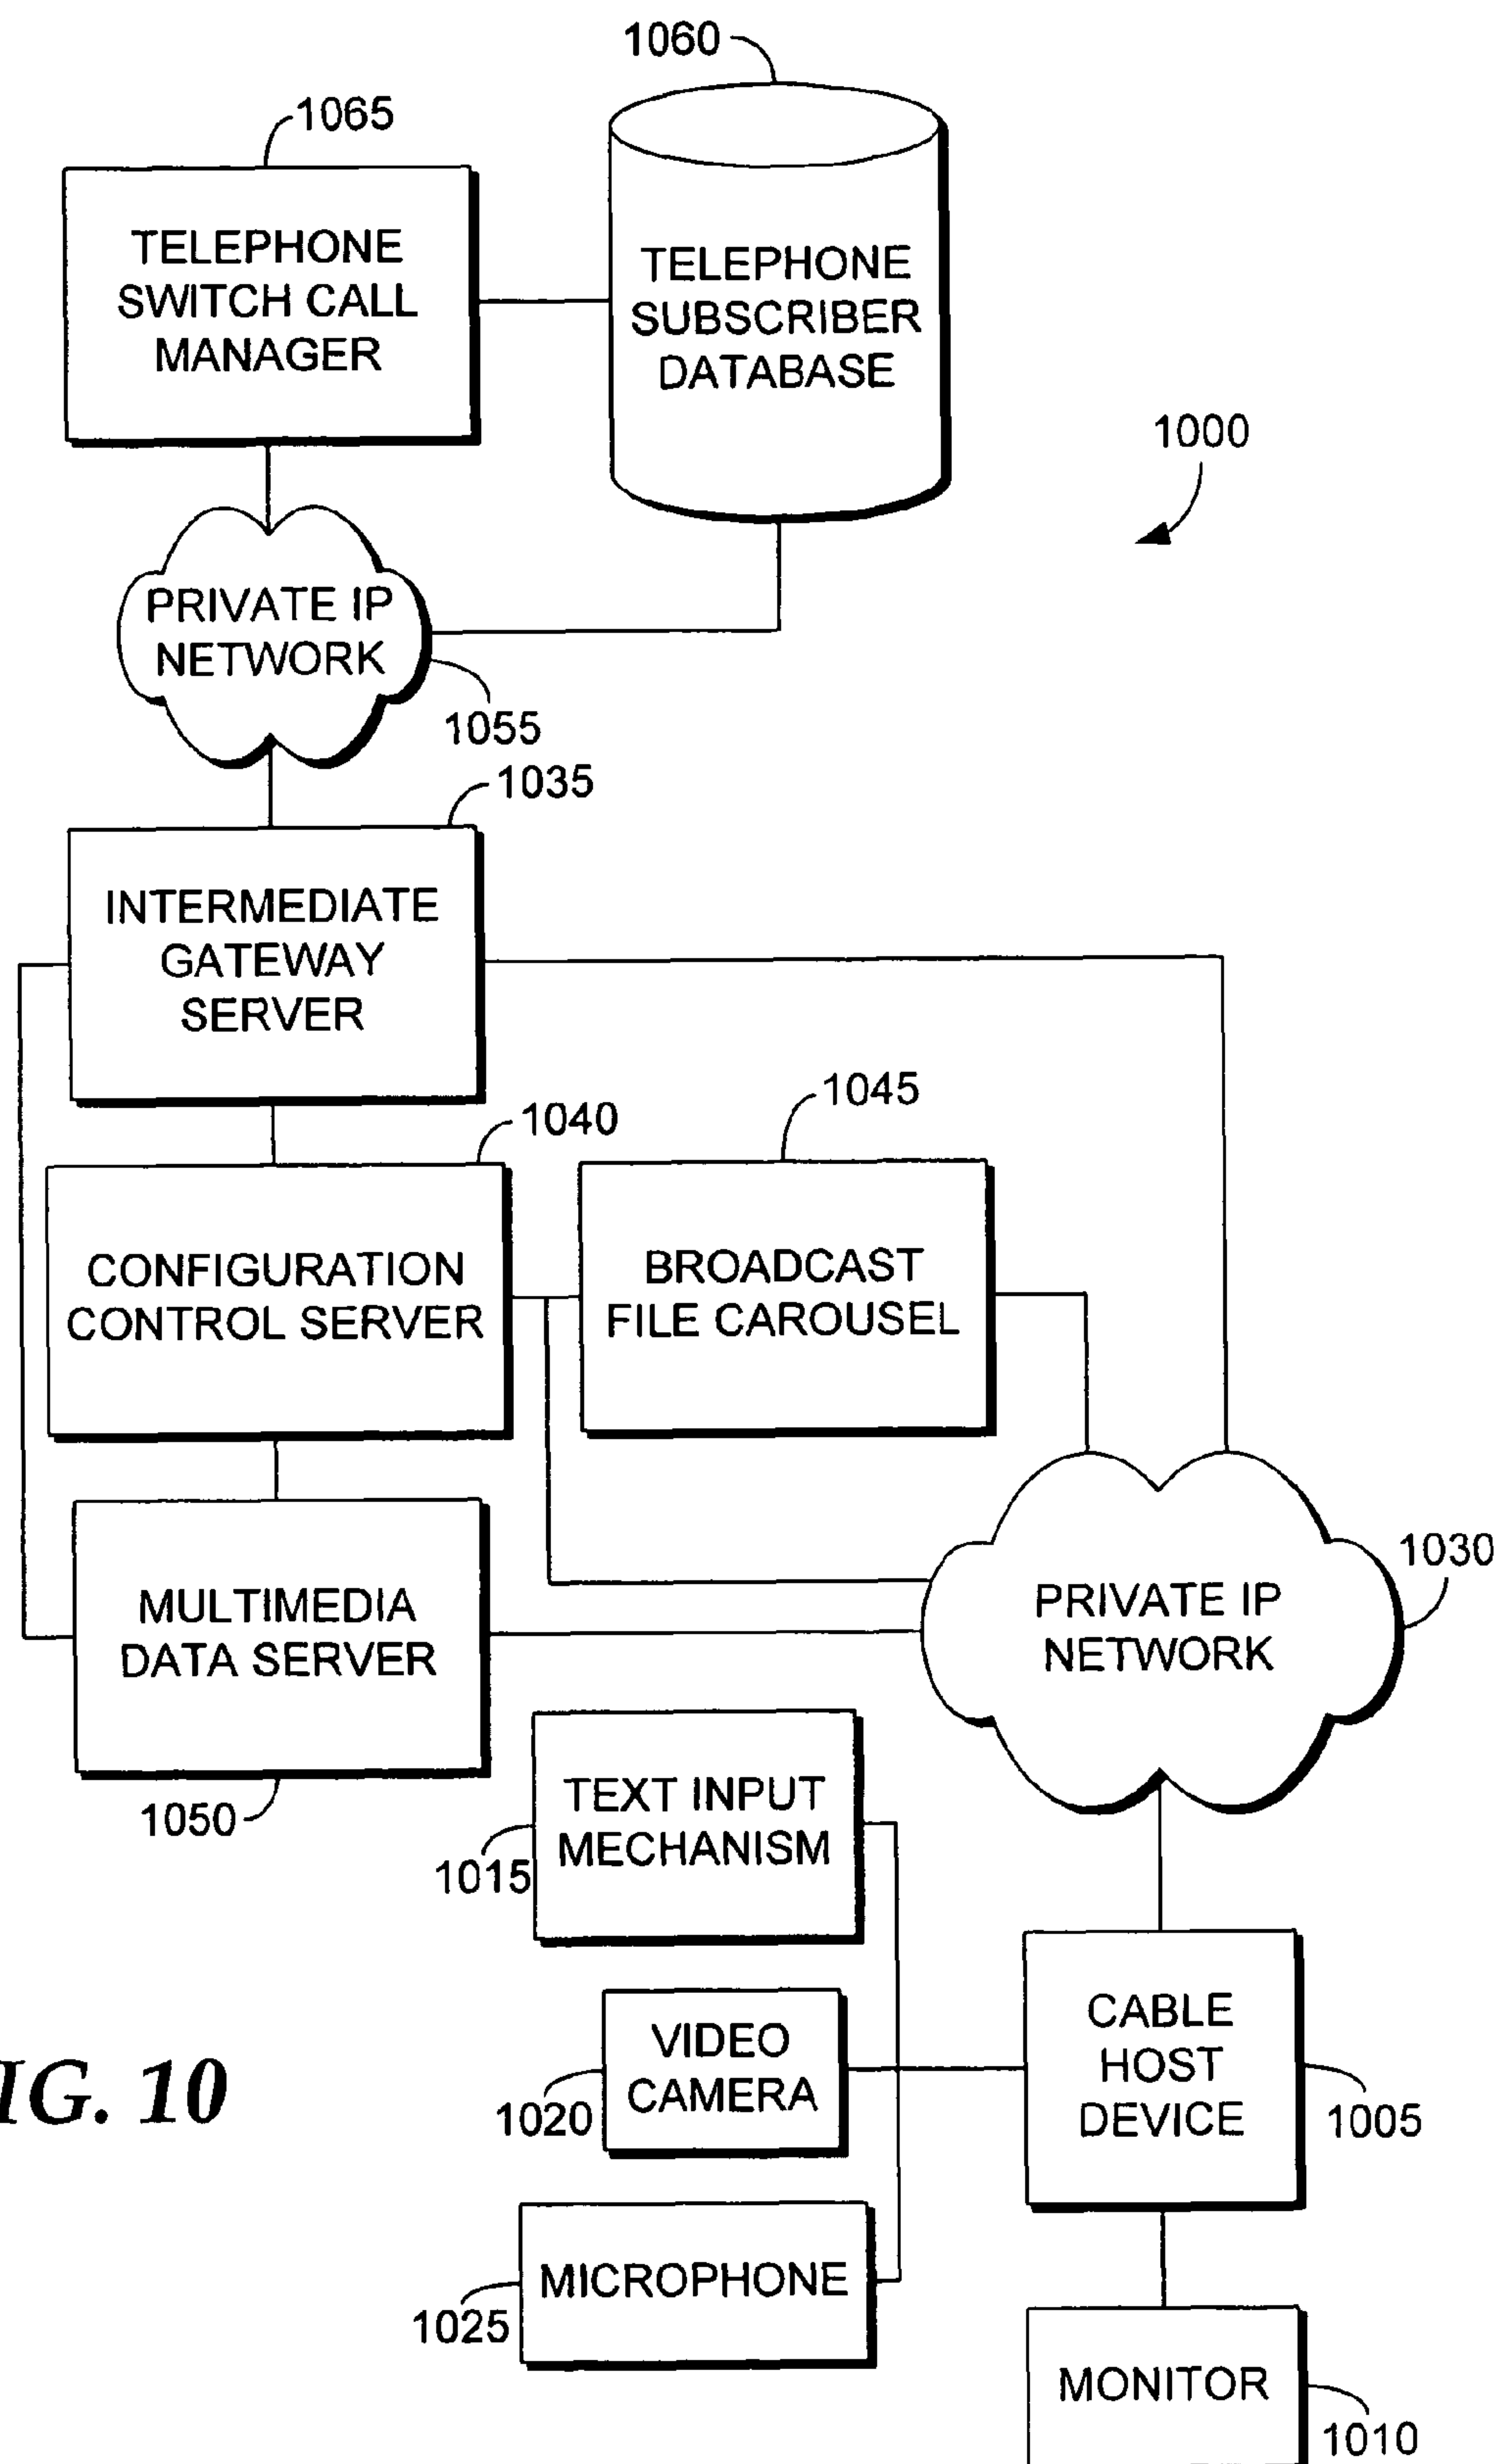 1060
1065
TELEPHONE
SWITCH CALL
MANAGER
TELEPHONE
SUBSCRIBER
DATABASE
1000
PRIVATE IP
NETWORK
1055
1035
INTERMEDIATE
GATEWAY
SERVER
1040
1045
CONFIGURATION
CONTROL SERVER
BROADCAST
FILE CAROUSEL
1030
PRIVATE IP
NETWORK
MULTIMEDIA
DATA SERVER
1050
TEXT INPUT
MECHANISM
1015
VIDEO
CAMERA
1020
CABLE
HOST
DEVICE
1005
IG. 10
MICROPHONE
1025
MONITOR
1010